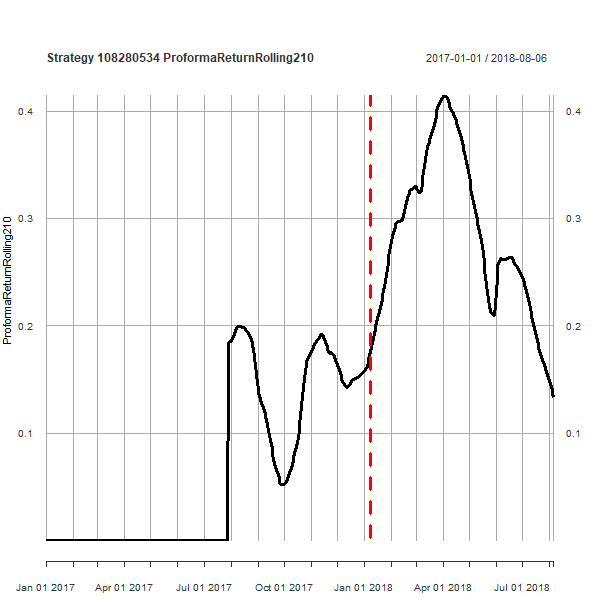 Strategy 108280534 ProformaReturnRolling210
2017-01-01 / 2018-08-06
ProformaReturnRolling210
0.4 0.4
0.3 0.3
0.2 0.2
0.1 0.1
Jan 01 2017 Apr 01 2017 Jul 01 2017 Oct 01 2017 Jan 01 2018 Apr 01 2018 Jul 01 2018